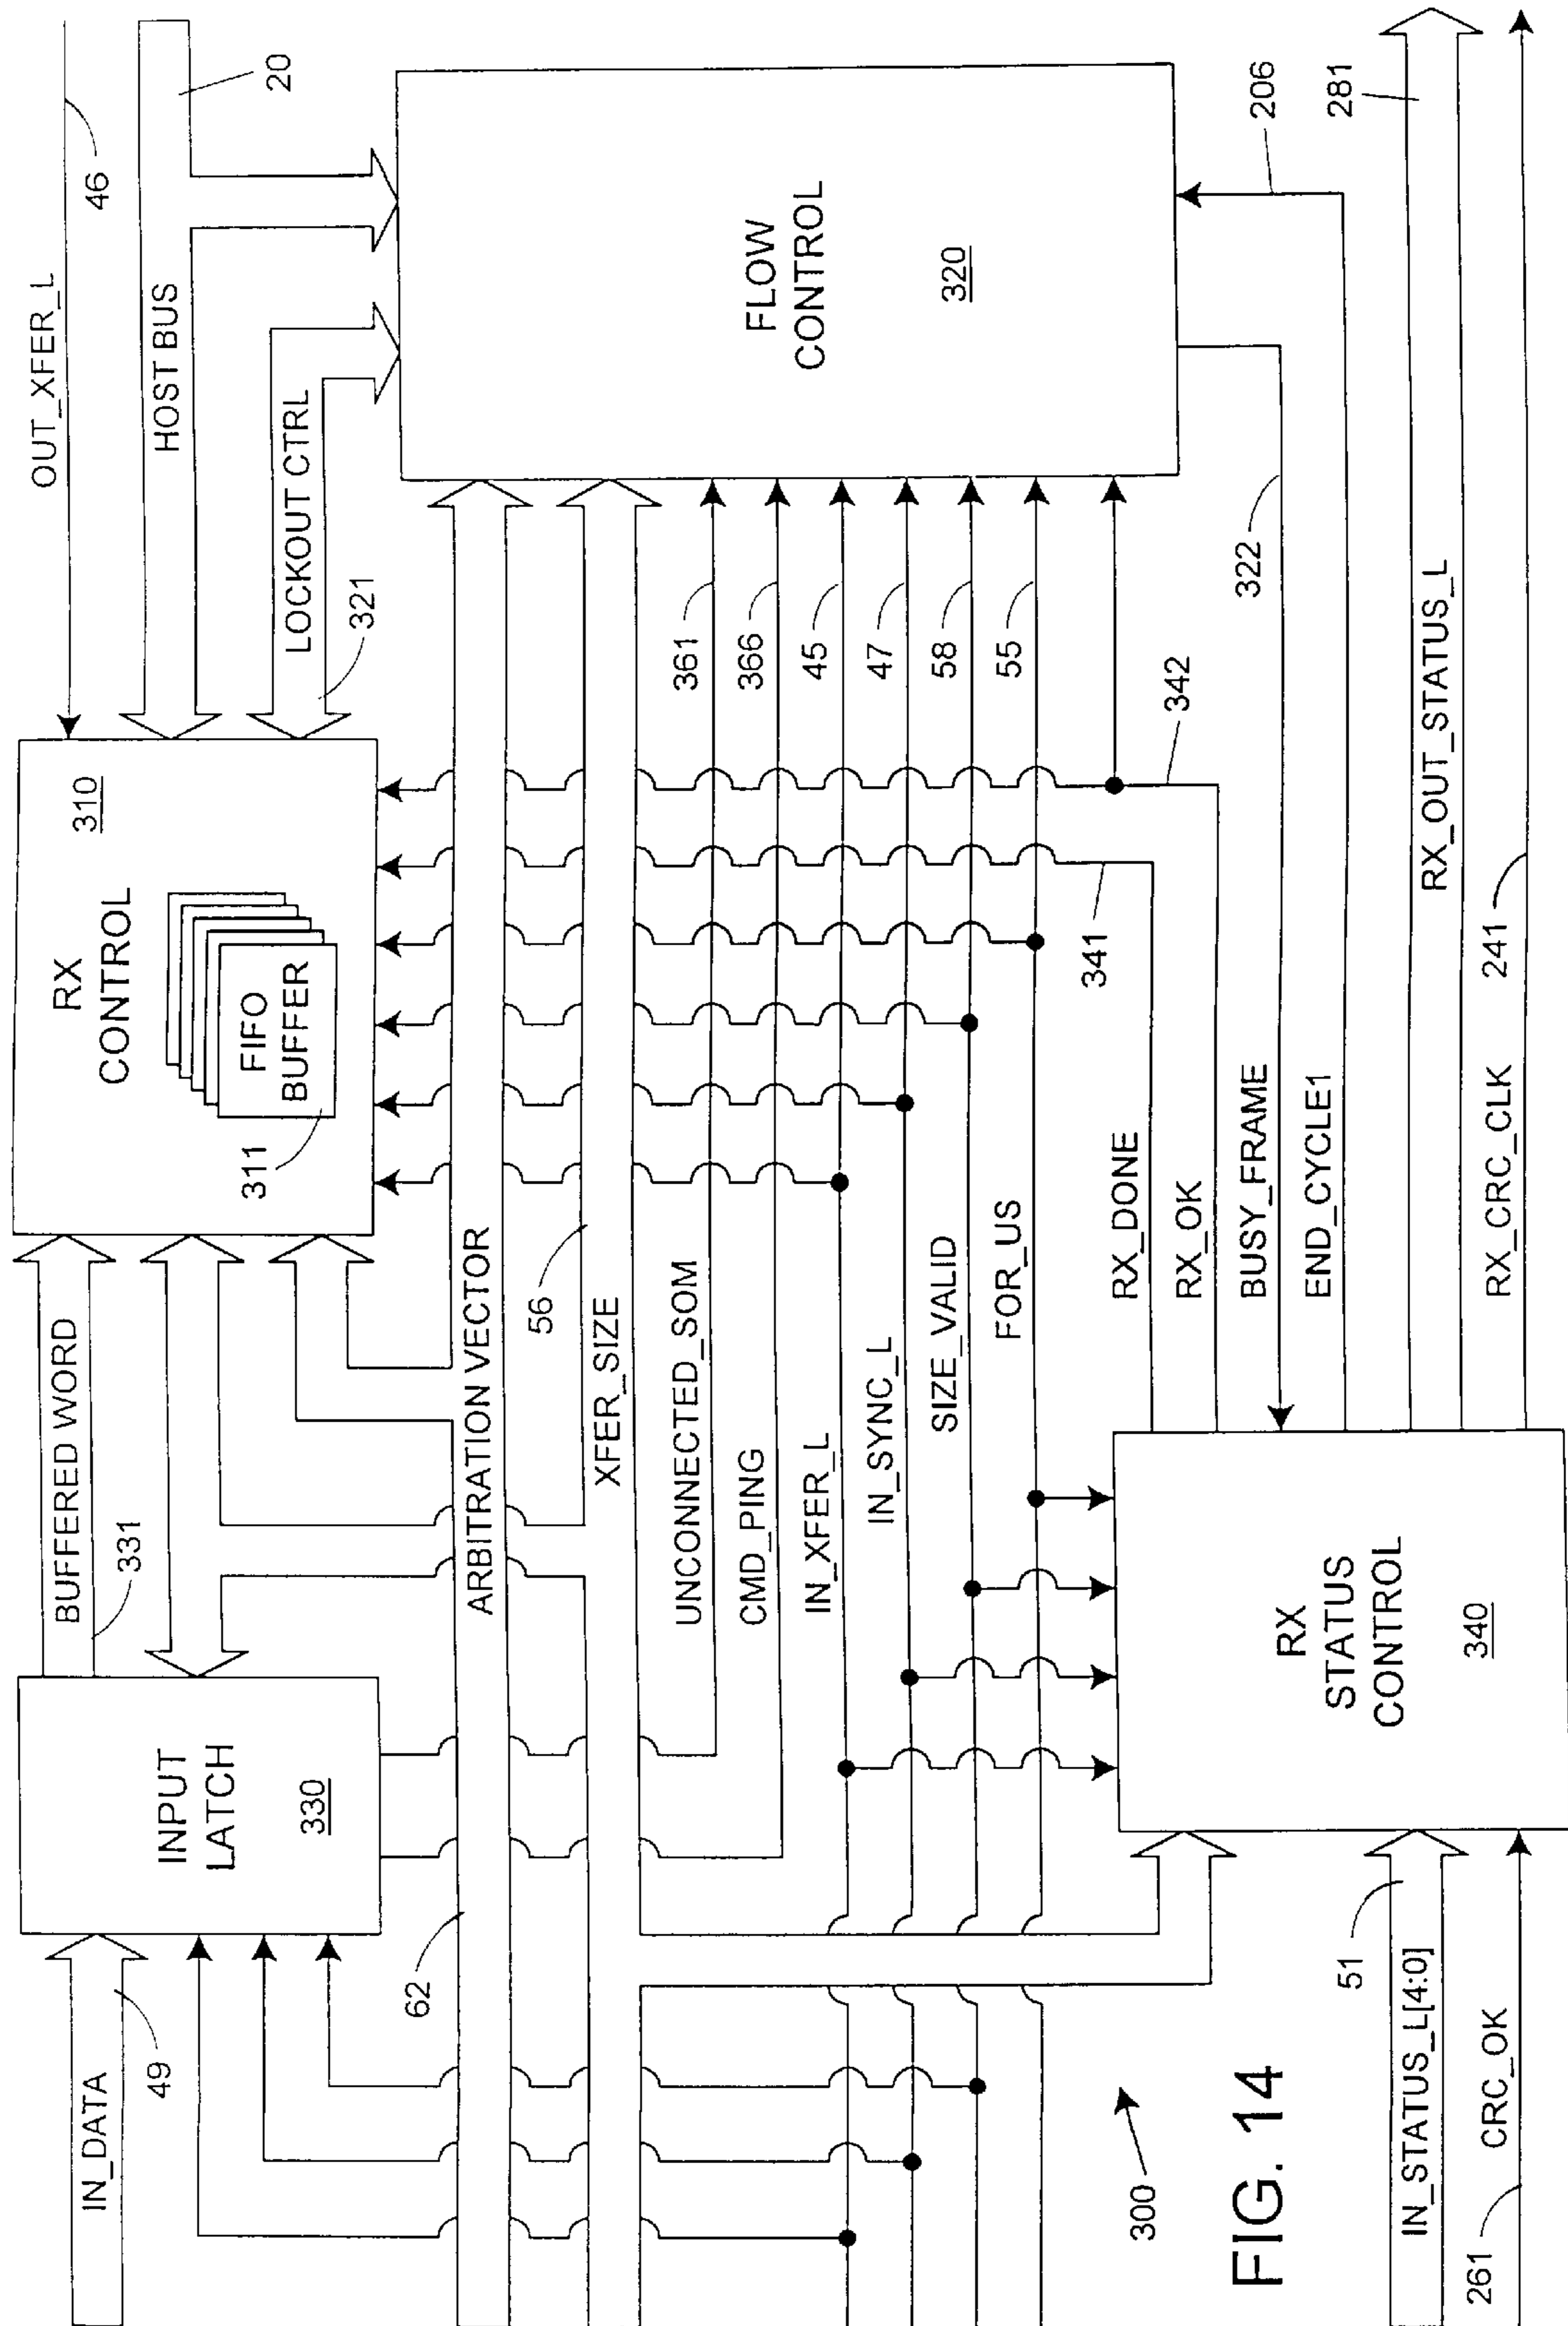 OUT_XFER_L
46
HOST BUS
20
LOCKOUT CTRL
321
RX
CONTROL
310
FIFO
BUFFER
311
FLOW
CONTROL
320
BUFFERED WORD
331
INPUT
LATCH
330
IN_DATA
49
62
ARBITRATION VECTOR
56
XFER_SIZE
UNCONNECTED_SOM
361
CMD_PING
366
IN_XFER_L
45
IN_SYNC_L
47
SIZE_VALID
58
FOR_US
55
341
342
RX_DONE
RX_OK
BUSY_FRAME
322
END_CYCLE1
206
RX_OUT_STATUS_L
281
RX_CRC_CLK
241
RX
STATUS
CONTROL
340
51
IN_STATUS_L[4:0]
CRC_OK
261
300
FIG. 14